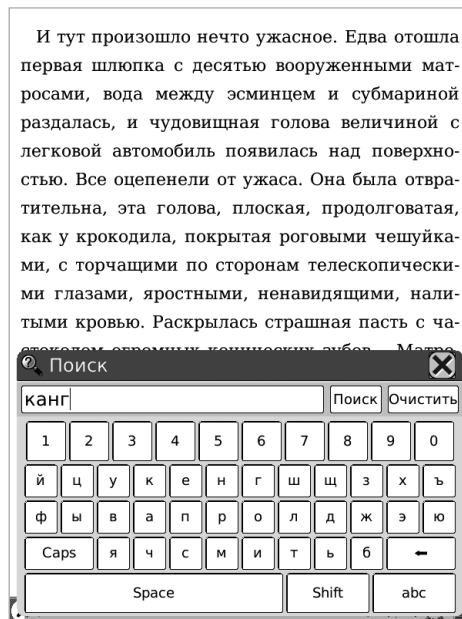 И тут произошло нечто ужасное. Едва отошла
первая шлюпка с десятью вооруженными мат-
росами, вода между эсминцем и субмариной
раздалась, и чудовищная голова величиной с
легковой автомобиль появилась над поверхно-
стью. Все оцепенели от ужаса. Она была отвра-
тительна, эта голова, плоская, продолговатая,
как у крокодила, покрытая роговыми чешуйка-
ми, с торчащими по сторонам телескопически-
ми глазами, яростными, ненавидящими, нали-
тыми кровью. Раскрылась страшная пасть с ча-
стоколом огромных конических зубов...
Поиск
канг Поиск Очистить
1 2 3 4 5 6 7 8 9 0
й ц у к е н г ш щ з х ъ
ф ы в а п р о л д ж э ю
Caps я ч с м и т ь б
Space Shift abc